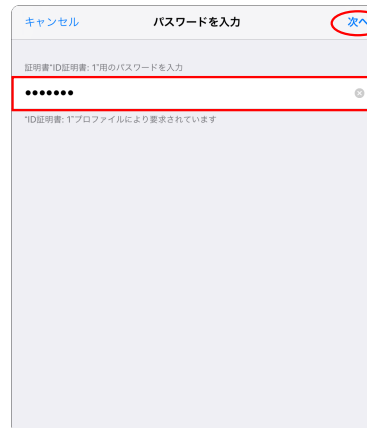 キャンセル パスワードを入力 次へ
証明書“ID証明書: 1”用のパスワードを入力
●●●●●●●
“ID証明書: 1”プロファイルにより要求されています